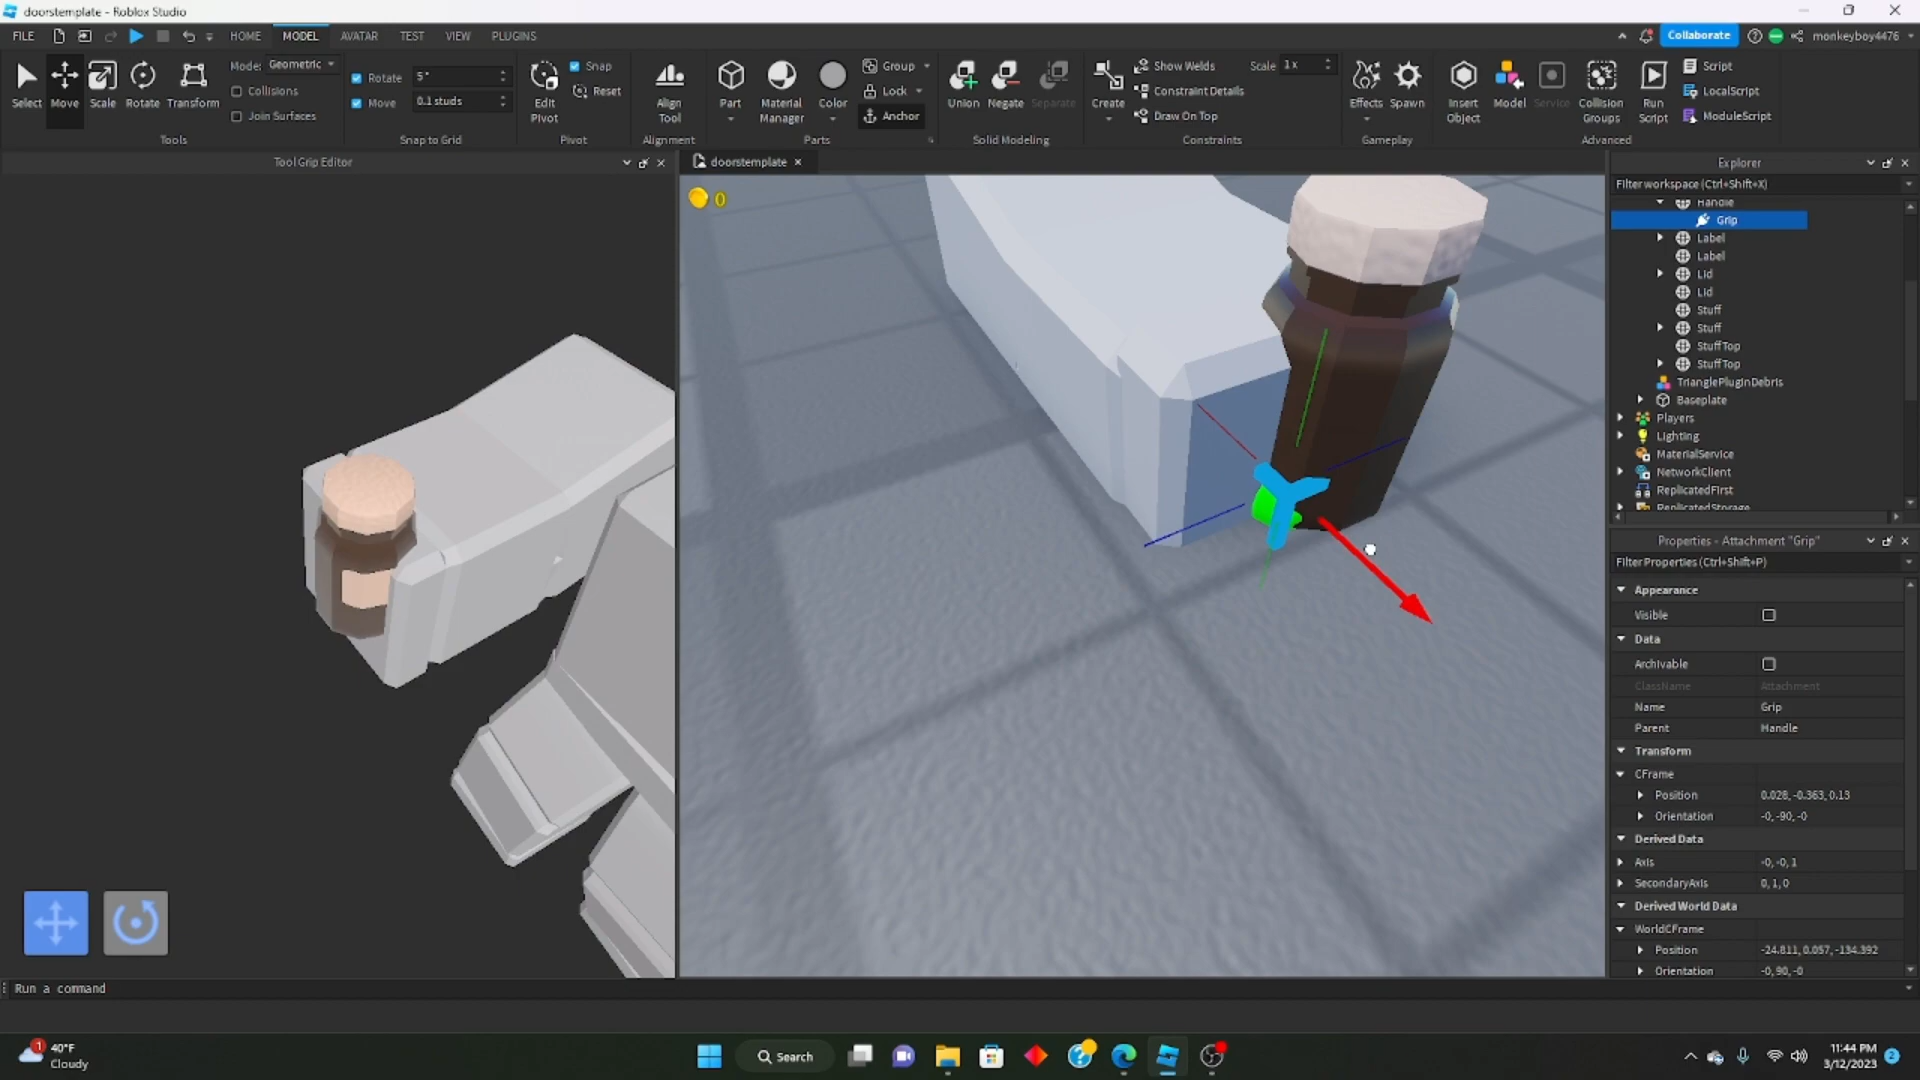 doorstemplate - Roblox Studio
FILE HOME MODEL AVATAR TEST VIEW PLUGINS Collaborate monkeyboy4476
Select Move Scale Rotate Transform
Mode: Geometric
Collisions
Join Surfaces
Tools
Rotate 5°
Move 0.1 studs
Snap to Grid
Edit Pivot
Snap
Reset
Pivot
Align Tool
Alignment
Part Material Manager Color
Group
Lock
Anchor
Parts
Union Negate Separate
Solid Modeling
Create
Show Welds
Constraint Details
Draw On Top
Scale 1x
Constraints
Effects Spawn
Gameplay
Insert Object Model Service Collision Groups Run Script
Script
LocalScript
ModuleScript
Advanced
Tool Grip Editor
doorstemplate
0
Explorer
Filter workspace (Ctrl+Shift+X)
Handle
Grip
Label
Label
Lid
Lid
Stuff
Stuff
StuffTop
StuffTop
TrianglePluginDebris
Baseplate
Players
Lighting
MaterialService
NetworkClient
ReplicatedFirst
ReplicatedStorage
Properties - Attachment "Grip"
Filter Properties (Ctrl+Shift+P)
Appearance
Visible
Data
Archivable
ClassName Attachment
Name Grip
Parent Handle
Transform
CFrame
Position 0.028, -0.363, 0.13
Orientation -0, -90, -0
Derived Data
Axis -0, -0, 1
SecondaryAxis 0, 1, 0
Derived World Data
WorldCFrame
Position -24.811, 0.057, -134.392
Orientation -0, 90, -0
Run a command
1
40°F
Cloudy
Search
11:44 PM
3/12/2023
2